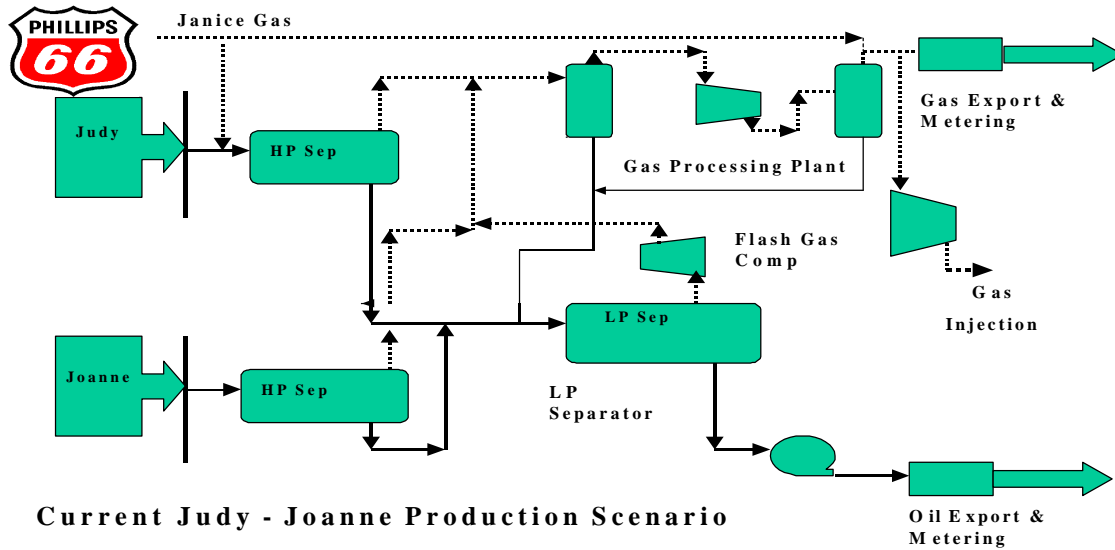 PHILLIPS
66
Janice Gas
Judy
HP Sep
Gas Export &
Metering
Gas Processing Plant
Flash Gas
Comp
Gas
Injection
LP Sep
Joanne
HP Sep
LP
Separator
Current Judy - Joanne Production Scenario
Oil Export &
Metering